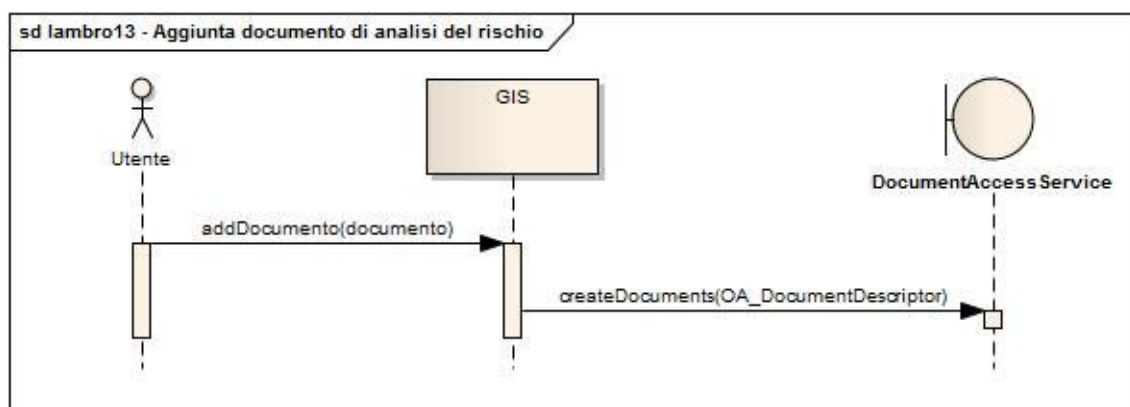 sd lambro13 - Aggiunta documento di analisi del rischio
GIS
Utente
DocumentAccessService
addDocumento(documento)
createDocuments(OA_DocumentDescriptor)